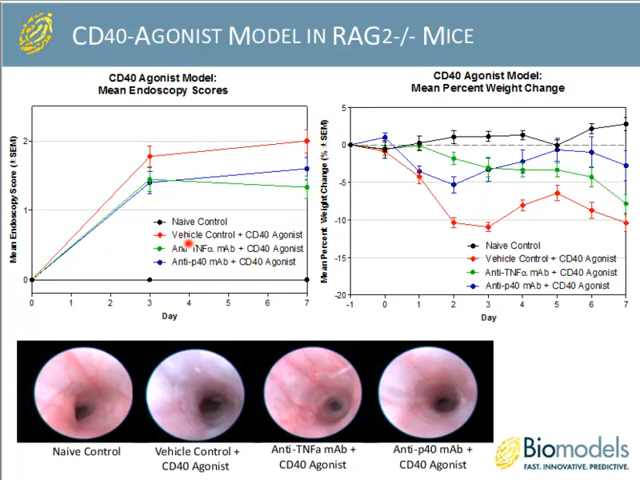 CD40-AGONIST MODEL IN RAG2-/- MICE
CD40 Agonist Model:
Mean Endoscopy Scores
Mean Endoscopy Score (± SEM)
2
1
0
0
3
7
Day
Naive Control
Vehicle Control + CD40 Agonist
Anti-TNFα mAb + CD40 Agonist
Anti-p40 mAb + CD40 Agonist
CD40 Agonist Model:
Mean Percent Weight Change
Mean Percent Weight Change (% ± SEM)
5
0
-5
-10
-15
-20
-1
0
1
2
3
4
5
6
7
Day
Naive Control
Vehicle Control + CD40 Agonist
Anti-TNFα mAb + CD40 Agonist
Anti-p40 mAb + CD40 Agonist
Naive Control
Vehicle Control +
CD40 Agonist
Anti-TNFa mAb +
CD40 Agonist
Anti-p40 mAb +
CD40 Agonist
Biomodels
FAST. INNOVATIVE. PREDICTIVE.